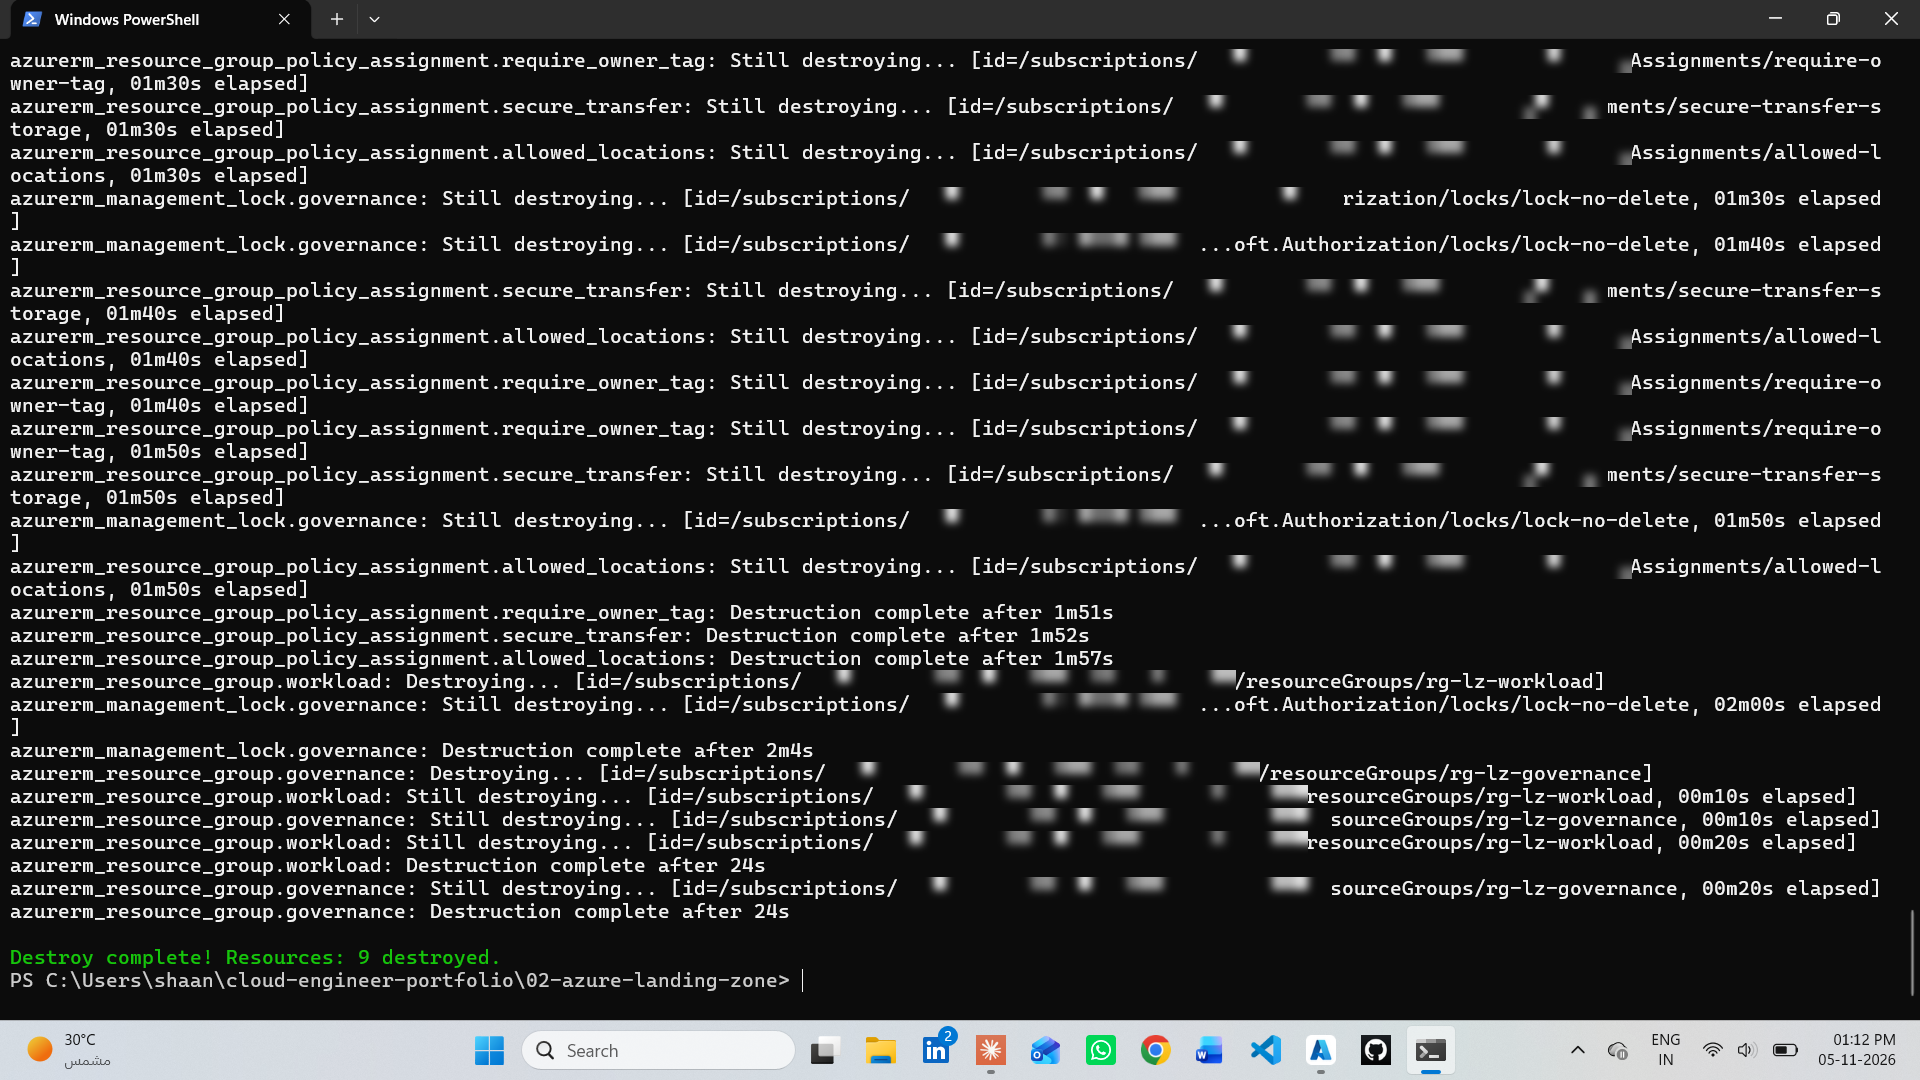 Windows PowerShell
azurerm_resource_group_policy_assignment.require_owner_tag: Still destroying... [id=/subscriptions/ Assignments/require-o
wner-tag, 01m30s elapsed]
azurerm_resource_group_policy_assignment.secure_transfer: Still destroying... [id=/subscriptions/ ments/secure-transfer-s
torage, 01m30s elapsed]
azurerm_resource_group_policy_assignment.allowed_locations: Still destroying... [id=/subscriptions/ Assignments/allowed-l
ocations, 01m30s elapsed]
azurerm_management_lock.governance: Still destroying... [id=/subscriptions/ rization/locks/lock-no-delete, 01m30s elapsed
]
azurerm_management_lock.governance: Still destroying... [id=/subscriptions/ ...oft.Authorization/locks/lock-no-delete, 01m40s elapsed
]
azurerm_resource_group_policy_assignment.secure_transfer: Still destroying... [id=/subscriptions/ ments/secure-transfer-s
torage, 01m40s elapsed]
azurerm_resource_group_policy_assignment.allowed_locations: Still destroying... [id=/subscriptions/ Assignments/allowed-l
ocations, 01m40s elapsed]
azurerm_resource_group_policy_assignment.require_owner_tag: Still destroying... [id=/subscriptions/ Assignments/require-o
wner-tag, 01m40s elapsed]
azurerm_resource_group_policy_assignment.require_owner_tag: Still destroying... [id=/subscriptions/ Assignments/require-o
wner-tag, 01m50s elapsed]
azurerm_resource_group_policy_assignment.secure_transfer: Still destroying... [id=/subscriptions/ ments/secure-transfer-s
torage, 01m50s elapsed]
azurerm_management_lock.governance: Still destroying... [id=/subscriptions/ ...oft.Authorization/locks/lock-no-delete, 01m50s elapsed
]
azurerm_resource_group_policy_assignment.allowed_locations: Still destroying... [id=/subscriptions/ Assignments/allowed-l
ocations, 01m50s elapsed]
azurerm_resource_group_policy_assignment.require_owner_tag: Destruction complete after 1m51s
azurerm_resource_group_policy_assignment.secure_transfer: Destruction complete after 1m52s
azurerm_resource_group_policy_assignment.allowed_locations: Destruction complete after 1m57s
azurerm_resource_group.workload: Destroying... [id=/subscriptions/ /resourceGroups/rg-lz-workload]
azurerm_management_lock.governance: Still destroying... [id=/subscriptions/ ...oft.Authorization/locks/lock-no-delete, 02m00s elapsed
]
azurerm_management_lock.governance: Destruction complete after 2m4s
azurerm_resource_group.governance: Destroying... [id=/subscriptions/ /resourceGroups/rg-lz-governance]
azurerm_resource_group.workload: Still destroying... [id=/subscriptions/ resourceGroups/rg-lz-workload, 00m10s elapsed]
azurerm_resource_group.governance: Still destroying... [id=/subscriptions/ sourceGroups/rg-lz-governance, 00m10s elapsed]
azurerm_resource_group.workload: Still destroying... [id=/subscriptions/ resourceGroups/rg-lz-workload, 00m20s elapsed]
azurerm_resource_group.workload: Destruction complete after 24s
azurerm_resource_group.governance: Still destroying... [id=/subscriptions/ sourceGroups/rg-lz-governance, 00m20s elapsed]
azurerm_resource_group.governance: Destruction complete after 24s
Destroy complete! Resources: 9 destroyed.
PS C:\Users\shaan\cloud-engineer-portfolio\02-azure-landing-zone>
30°C
مشمس
Search
2
ENG
IN
01:12 PM
05-11-2026